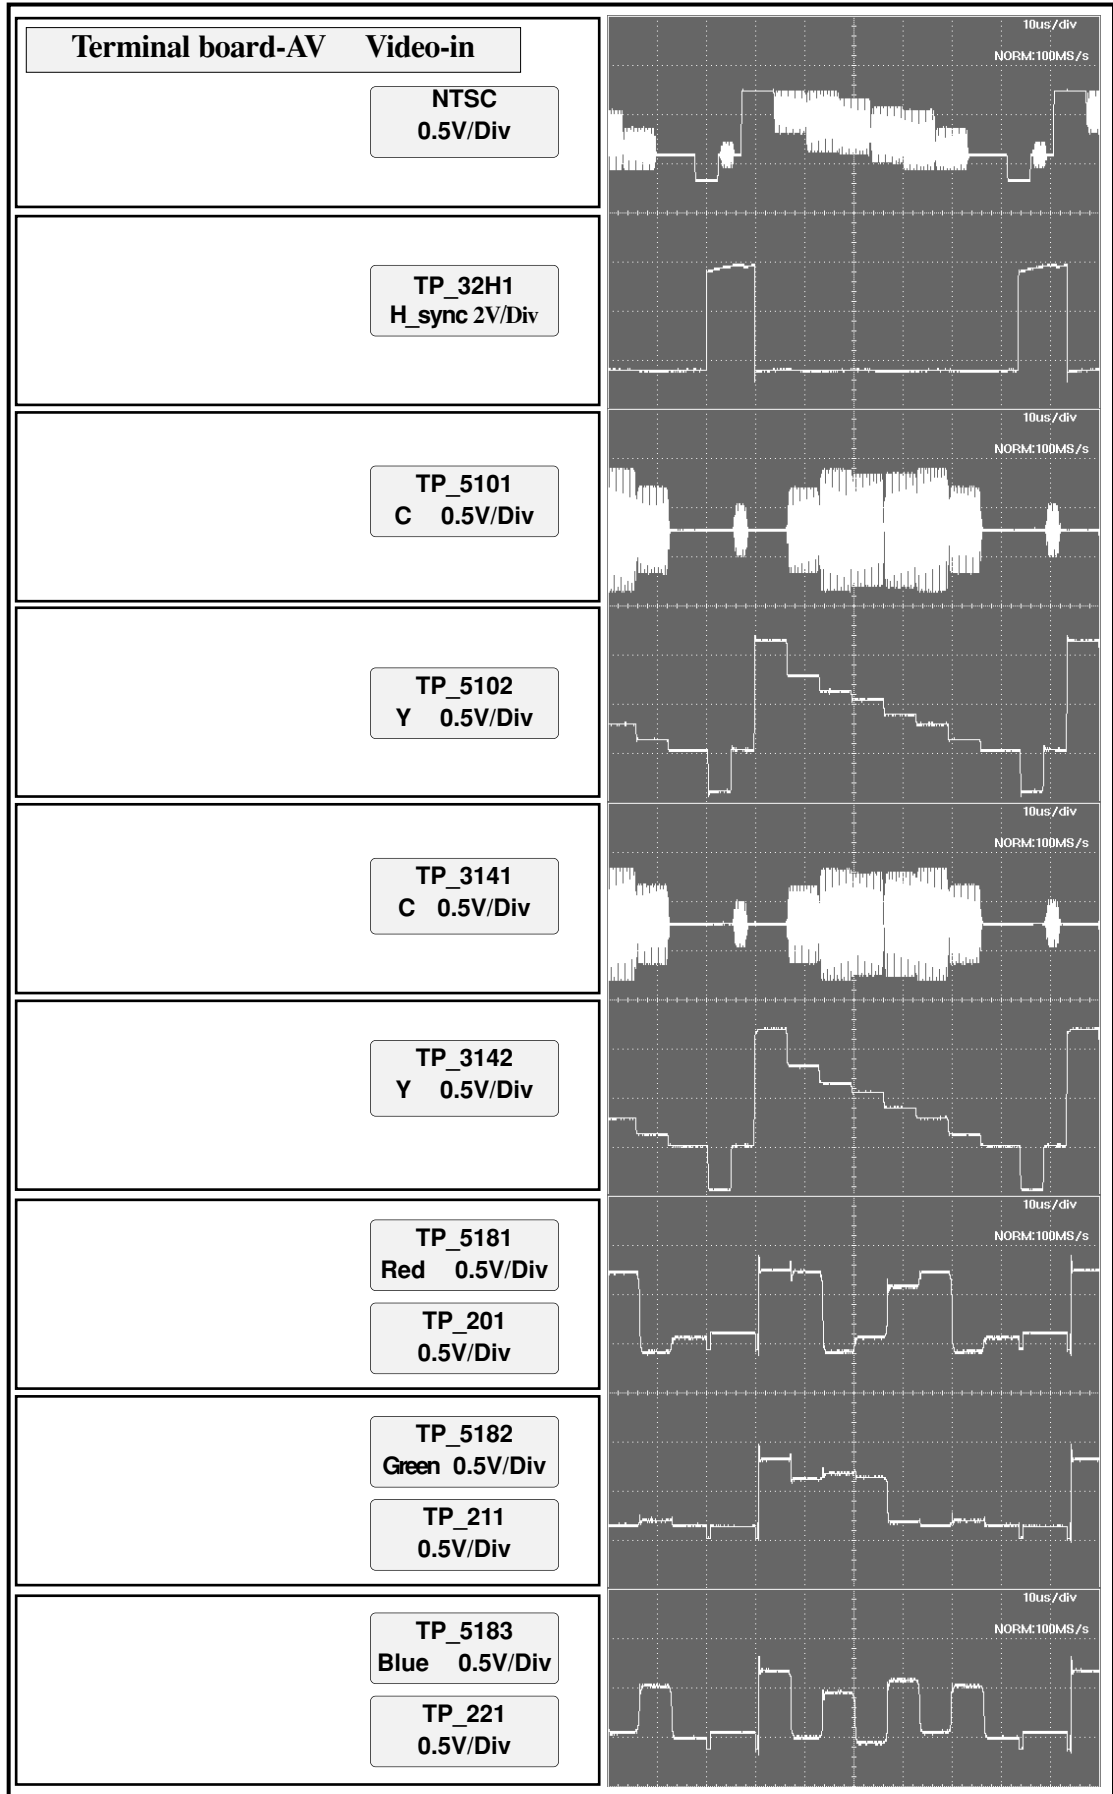 Terminal board-AV Video-in
NTSC
0.5V/Div
10us/div
NORM:100MS/s
TP_32H1
H_sync 2V/Div
TP_5101
C 0.5V/Div
10us/div
NORM:100MS/s
TP_5102
Y 0.5V/Div
TP_3141
C 0.5V/Div
10us/div
NORM:100MS/s
TP_3142
Y 0.5V/Div
TP_5181
Red 0.5V/Div
TP_201
0.5V/Div
10us/div
NORM:100MS/s
TP_5182
Green 0.5V/Div
TP_211
0.5V/Div
TP_5183
Blue 0.5V/Div
TP_221
0.5V/Div
10us/div
NORM:100MS/s